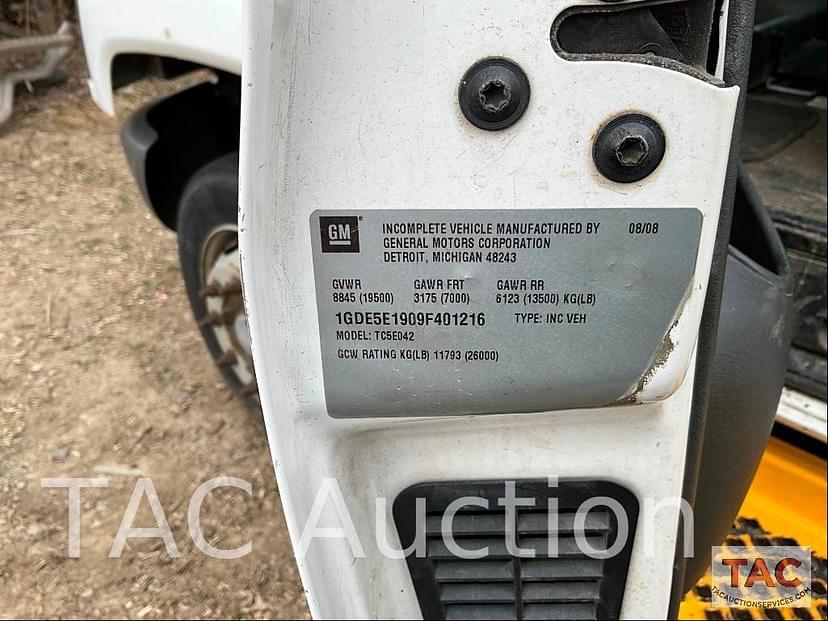 GM
INCOMPLETE VEHICLE MANUFACTURED BY 08/08
GENERAL MOTORS CORPORATION
DETROIT, MICHIGAN 48243
GVWR GAWR FRT GAWR RR
8845 (19500) 3175 (7000) 6123 (13500) KG(LB)
1GDE5E1909F401216 TYPE: INC VEH
MODEL: TC5E042
GCW RATING KG(LB) 11793 (26000)
TAC Auction Services
TAC
TACAUCTIONSERVICES.COM